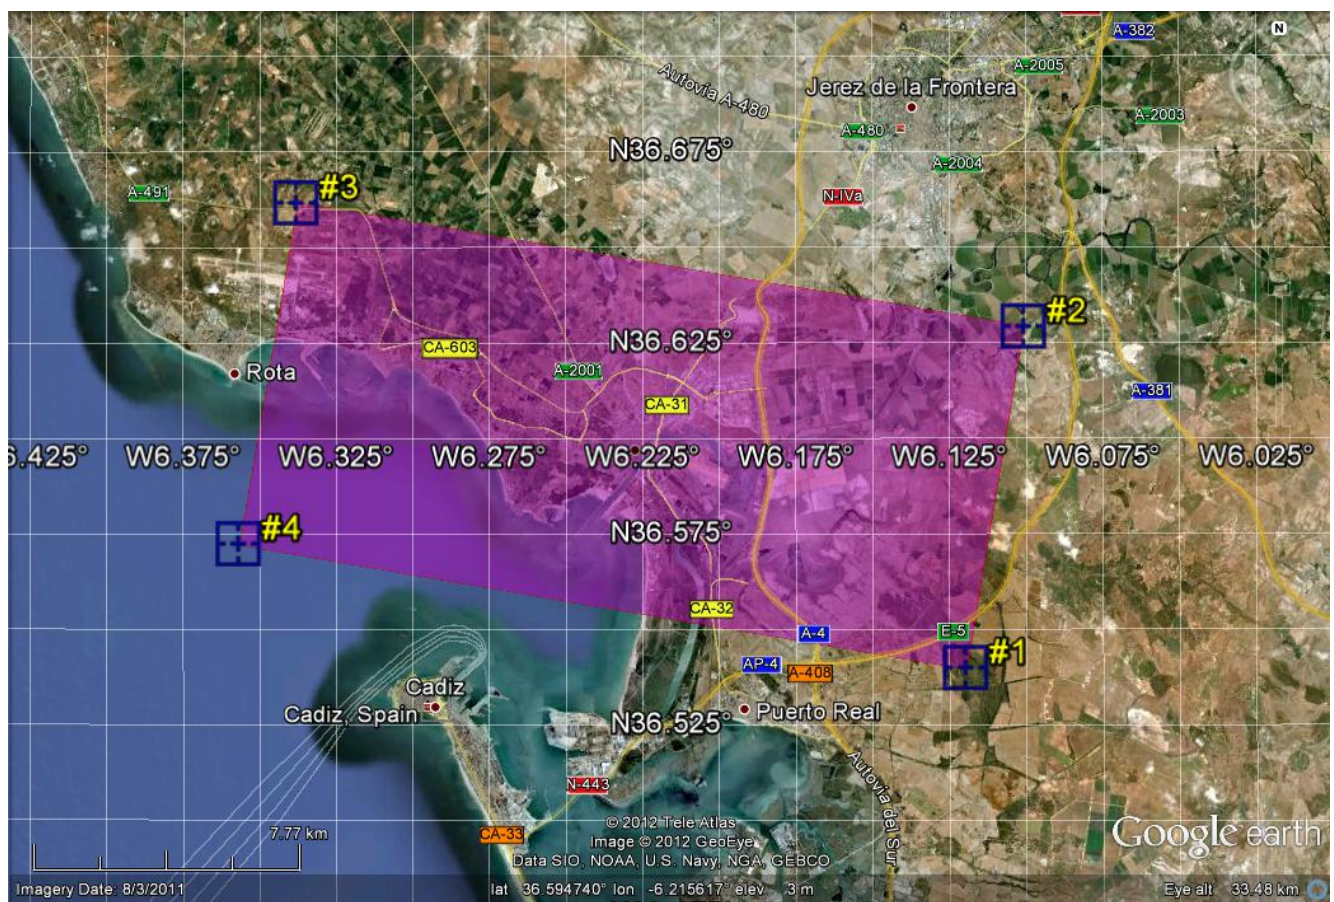 N
A-382
A-2005
Autovia A-480
Jerez de la Frontera
A-480
A-2003
N36.675°
A-2004
A-491
#3
N-IVa
#2
N36.625°
CA-603
Rota
A-2001
A-381
CA-31
6.425° W6.375° W6.325° W6.275° W6.225° W6.175° W6.125° W6.075° W6.025°
#4
N36.575°
CA-32
A-4
E-5
#1
AP-4
A-408
Cadiz
Cadiz, Spain
N36.525°
Puerto Real
N-443
Autovia del Sur
7.77 km
CA-33
© 2012 Tele Atlas
Image © 2012 GeoEye
Data SIO, NOAA, U.S. Navy, NGA, GEBCO
Google earth
Imagery Date: 8/3/2011
lat 36.594740° lon -6.215617° elev 3 m
Eye alt 33.48 km